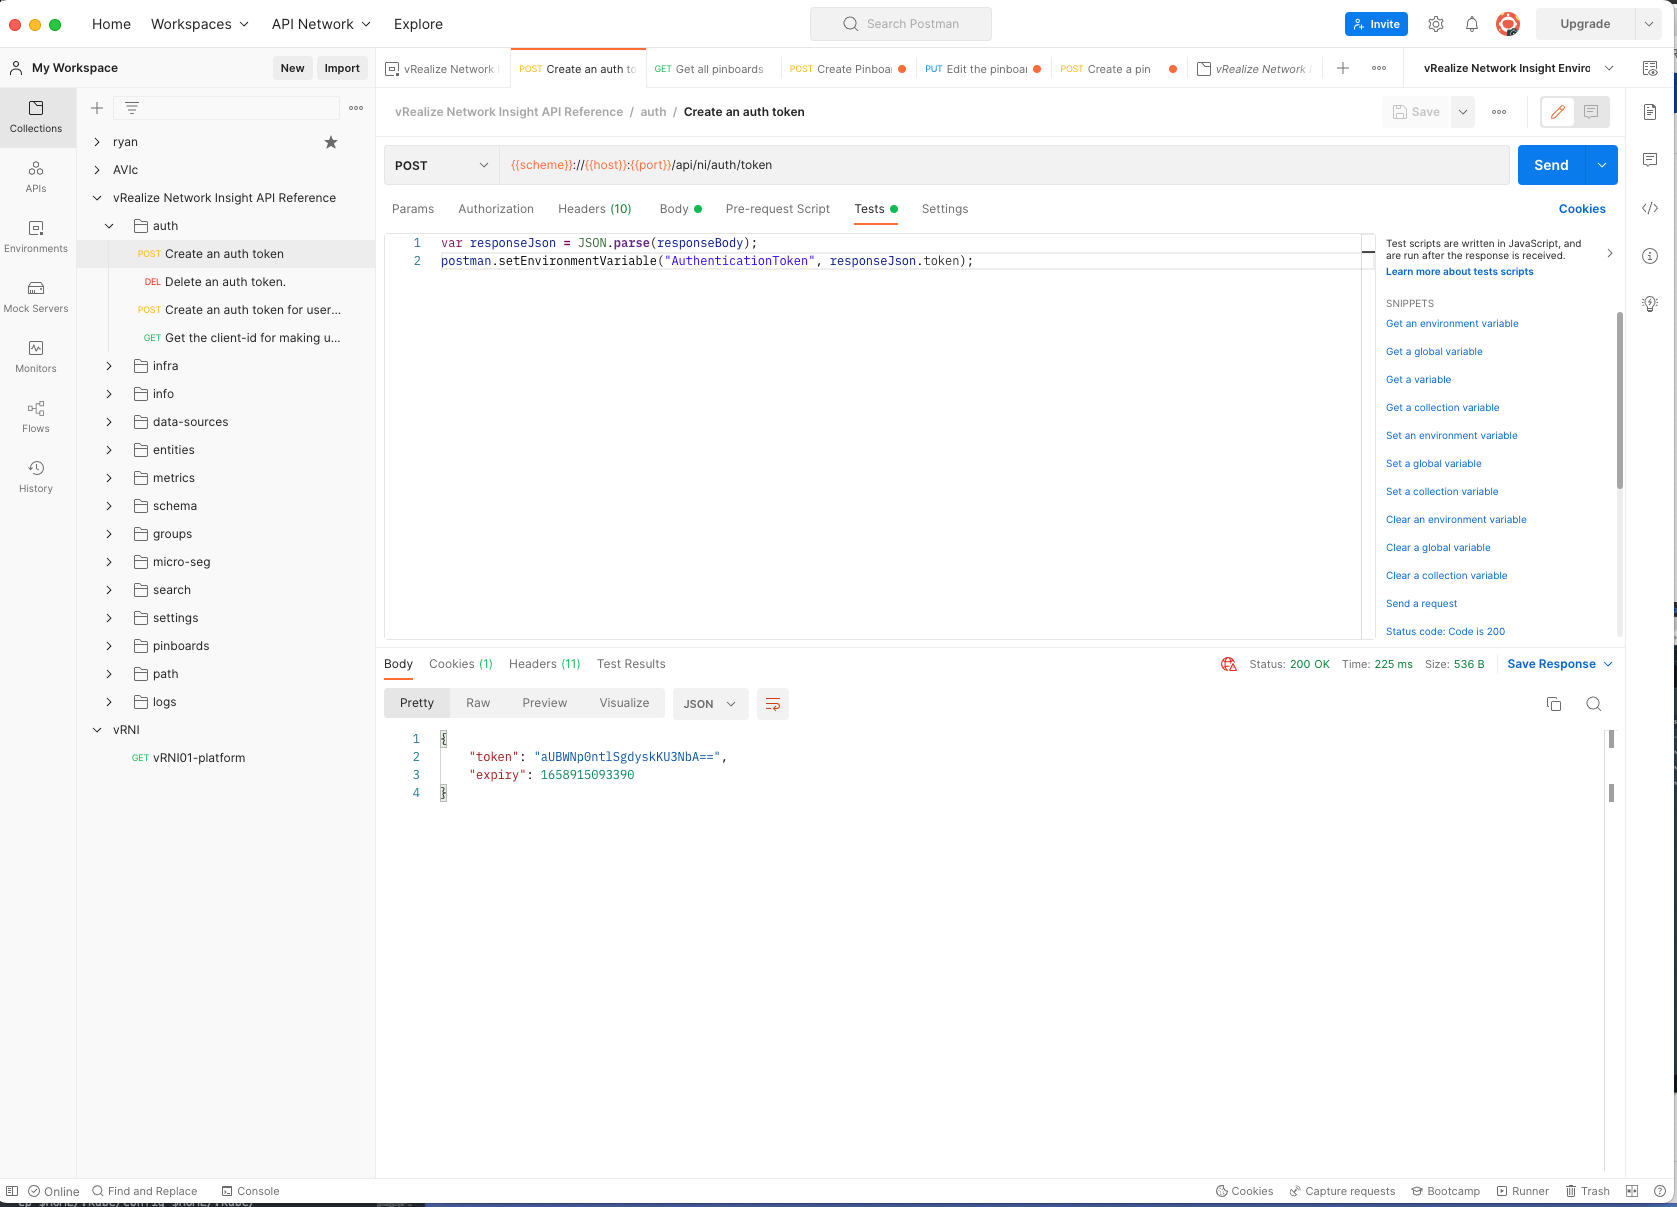 Home Workspaces API Network Explore Search Postman Invite Upgrade
My Workspace New Import vRealize Network POST Create an auth to GET Get all pinboards POST Create Pinboa PUT Edit the pinboar POST Create a pin vRealize Network vRealize Network Insight Enviro
Collections
APIs
Environments
Mock Servers
Monitors
Flows
History
ryan
AVIc
vRealize Network Insight API Reference
auth
POST Create an auth token
DEL Delete an auth token.
POST Create an auth token for user...
GET Get the client-id for making u...
infra
info
data-sources
entities
metrics
schema
groups
micro-seg
search
settings
pinboards
path
logs
vRNI
GET vRNI01-platform
vRealize Network Insight API Reference / auth / Create an auth token Save
POST {{scheme}}://{{host}}:{{port}}/api/ni/auth/token Send
Params Authorization Headers (10) Body Pre-request Script Tests Settings Cookies
1 var responseJson = JSON.parse(responseBody);
2 postman.setEnvironmentVariable("AuthenticationToken", responseJson.token);
Test scripts are written in JavaScript, and
are run after the response is received.
Learn more about tests scripts
SNIPPETS
Get an environment variable
Get a global variable
Get a variable
Get a collection variable
Set an environment variable
Set a global variable
Set a collection variable
Clear an environment variable
Clear a global variable
Clear a collection variable
Send a request
Status code: Code is 200
Body Cookies (1) Headers (11) Test Results Status: 200 OK Time: 225 ms Size: 536 B Save Response
Pretty Raw Preview Visualize JSON
1 {
2 "token": "aUBWNp0ntlSgdyskKU3NbA==",
3 "expiry": 1658915093390
4 }
Online Find and Replace Console Cookies Capture requests Bootcamp Runner Trash